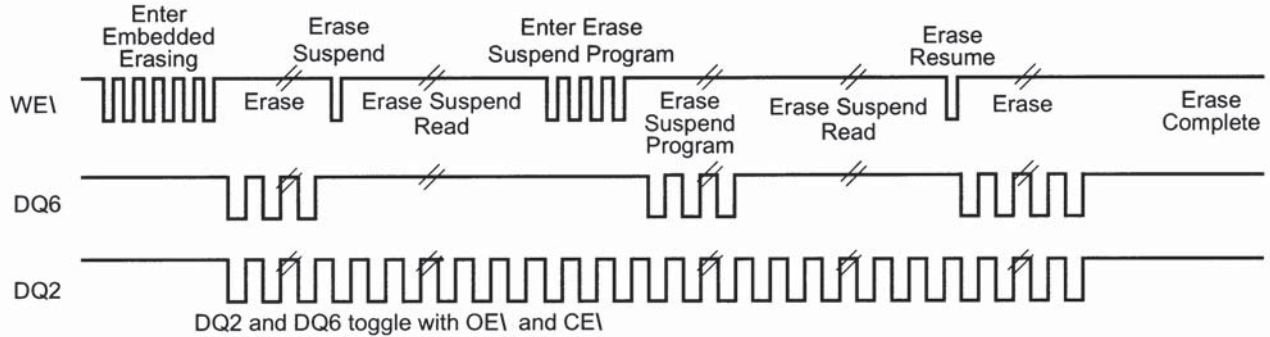 Enter
Embedded
Erasing
Erase
Suspend
Enter Erase
Suspend Program
Erase
Resume
WE\
Erase
Erase Suspend
Read
Erase
Suspend
Program
Erase Suspend
Read
Erase
Erase
Complete
DQ6
DQ2
DQ2 and DQ6 toggle with OE\ and CE\